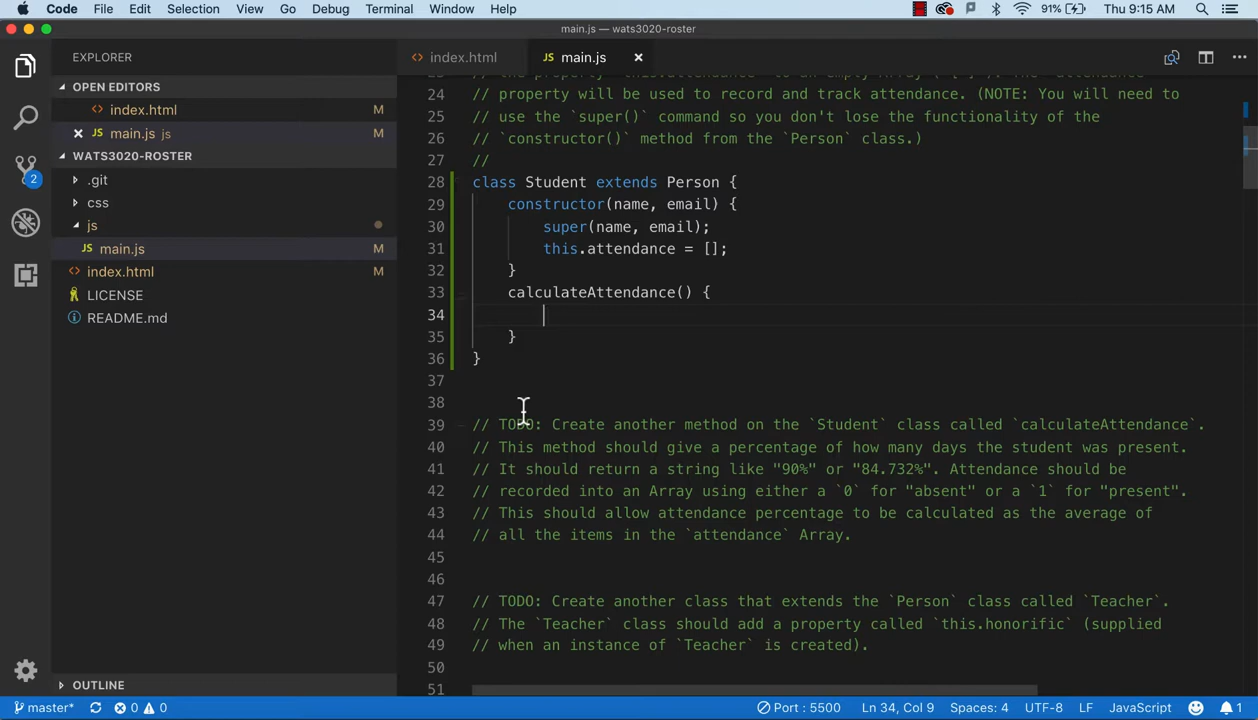 Code File Edit Selection View Go Debug Terminal Window Help 91% Thu 9:15 AM
main.js — wats3020-roster
EXPLORER
index.html
main.js
OPEN EDITORS
index.html M
main.js js M
WATS3020-ROSTER
.git
css
js
main.js M
index.html M
LICENSE
README.md
OUTLINE
2
24 // property will be used to record and track attendance. (NOTE: You will need to
25 // use the `super()` command so you don't lose the functionality of the
26 // `constructor()` method from the `Person` class.)
27 //
28 class Student extends Person {
29 constructor(name, email) {
30 super(name, email);
31 this.attendance = [];
32 }
33 calculateAttendance() {
34
35 }
36 }
37
38
39 // TODO: Create another method on the `Student` class called `calculateAttendance`.
40 // This method should give a percentage of how many days the student was present.
41 // It should return a string like "90%" or "84.732%". Attendance should be
42 // recorded into an Array using either a `0` for "absent" or a `1` for "present".
43 // This should allow attendance percentage to be calculated as the average of
44 // all the items in the `attendance` Array.
45
46
47 // TODO: Create another class that extends the `Person` class called `Teacher`.
48 // The `Teacher` class should add a property called `this.honorific` (supplied
49 // when an instance of `Teacher` is created).
50
51
master* 0 0 Port : 5500 Ln 34, Col 9 Spaces: 4 UTF-8 LF JavaScript 1